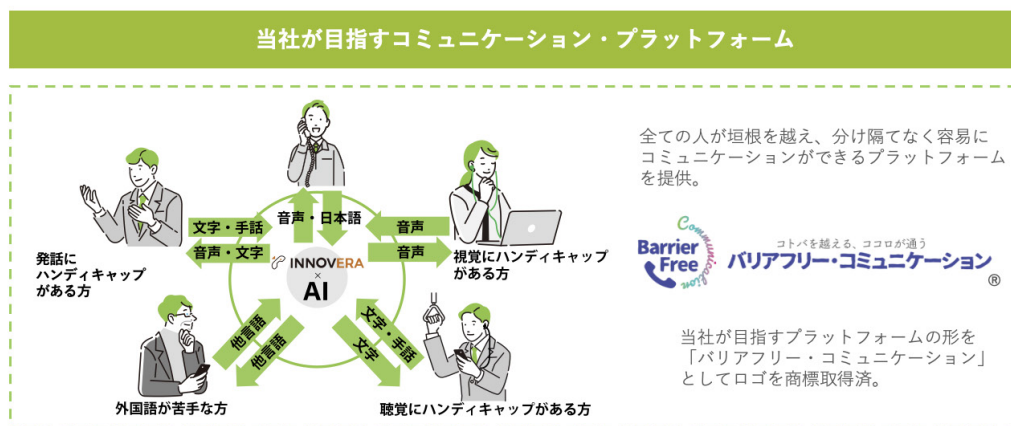 当社が目指すコミュニケーション・プラットフォーム
文字・手話
音声・文字
音声・日本語
音声
音声
発話に
ハンディキャップ
がある方
INNOVERA
×
AI
視覚にハンディキャップ
がある方
他言語
他言語
文字・手話
文字
外国語が苦手な方
聴覚にハンディキャップがある方
全ての人が垣根を越え、分け隔てなく容易に
コミュニケーションができるプラットフォーム
を提供。
Communication
Barrier
Free
コトバを越える、ココロが通う
バリアフリー・コミュニケーション
®
当社が目指すプラットフォームの形を
「バリアフリー・コミュニケーション」
としてロゴを商標取得済。